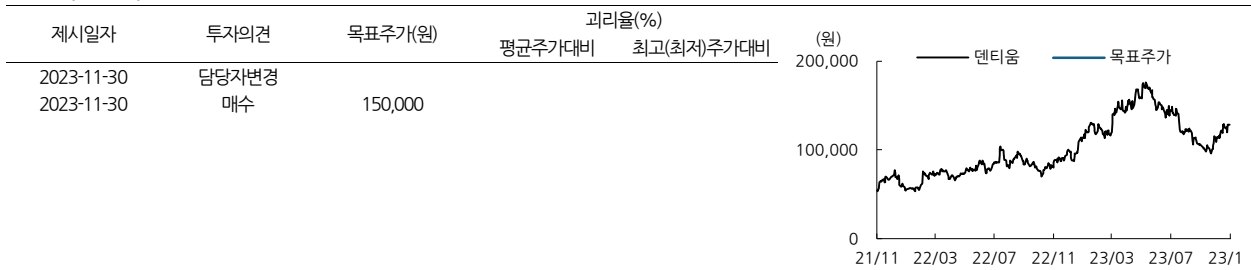 제시일자 투자의견 목표주가(원) 괴리율(%)
평균주가대비 최고(최저)주가대비
2023-11-30 담당자변경
2023-11-30 매수 150,000
(원)
덴티움 목표주가
200,000
100,000
0
21/11 22/03 22/07 22/11 23/03 23/07 23/1